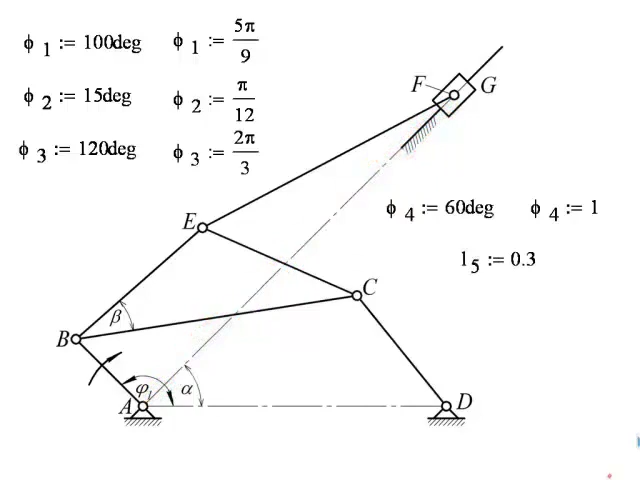 ϕ 1 := 100deg ϕ 1 := 5π/9
F G
ϕ 2 := 15deg ϕ 2 := π/12
ϕ 3 := 120deg ϕ 3 := 2π/3
ϕ 4 := 60deg ϕ 4 := 1
E
l 5 := 0.3
C
β
B
A φ1 α D